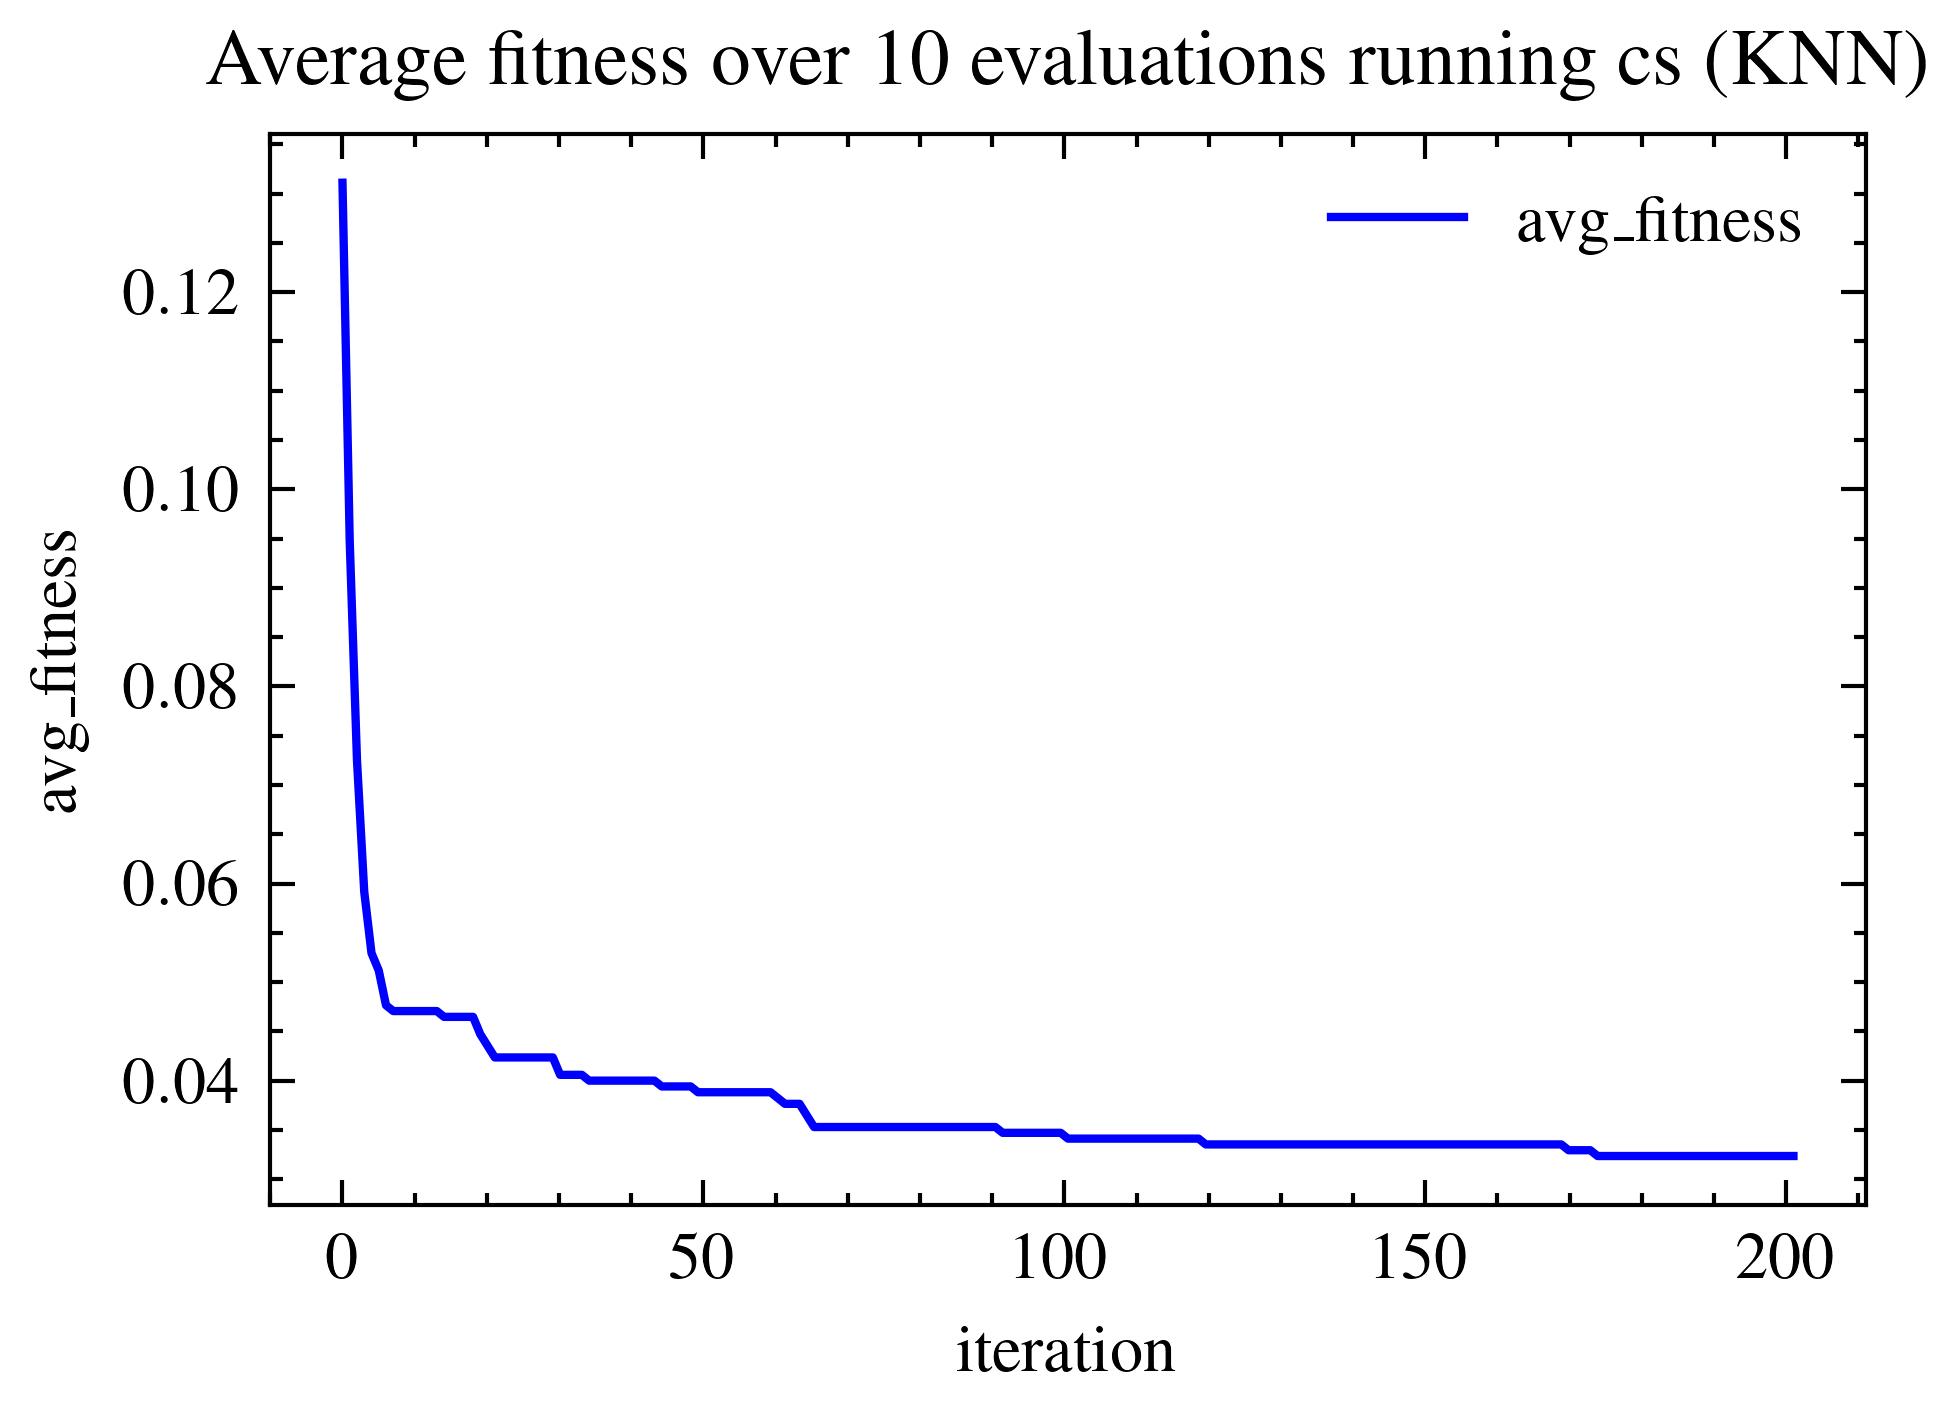 Average fitness over 10 evaluations running cs (KNN)
avg_fitness
0.12
0.10
0.08
0.06
0.04
avg_fitness
0 50 100 150 200
iteration